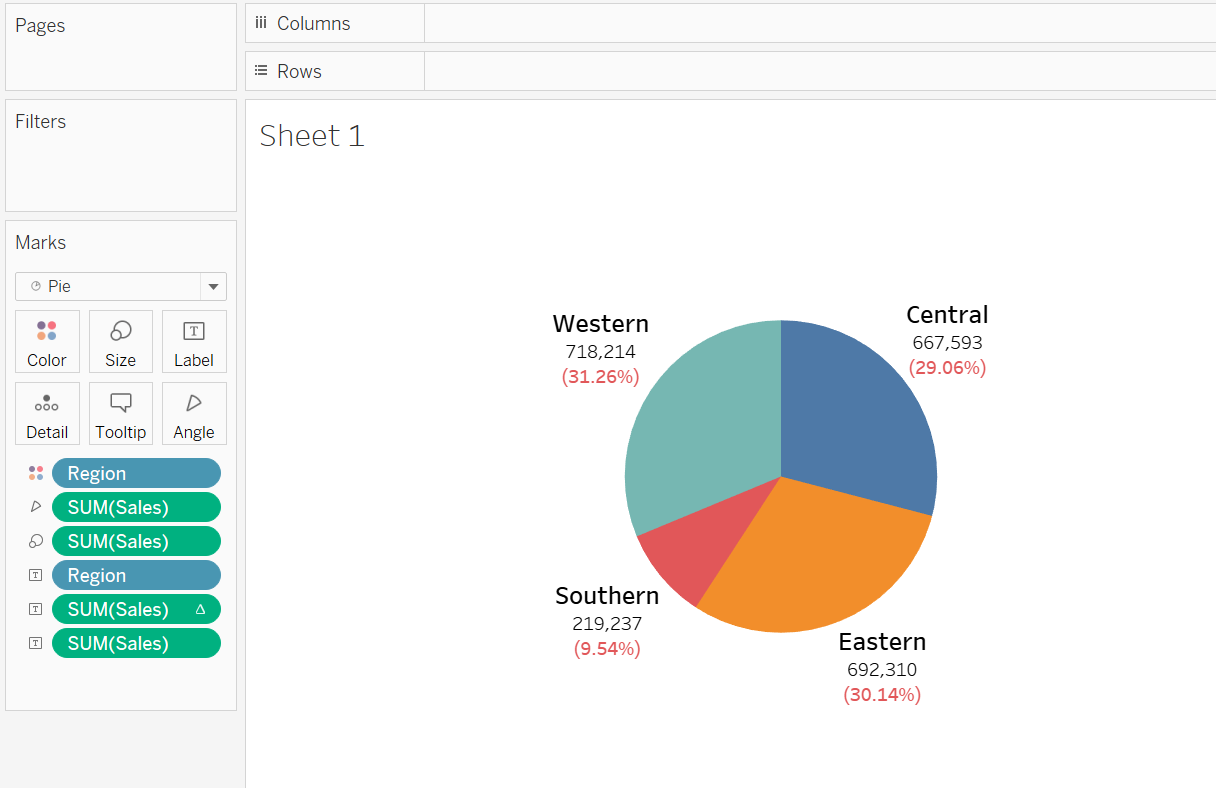 Pages
Columns
Rows
Filters
Sheet 1
Marks
Pie
Color Size Label
Detail Tooltip Angle
Region
SUM(Sales)
SUM(Sales)
Region
SUM(Sales)
SUM(Sales)
Western
718,214
(31.26%)
Central
667,593
(29.06%)
Southern
219,237
(9.54%)
Eastern
692,310
(30.14%)